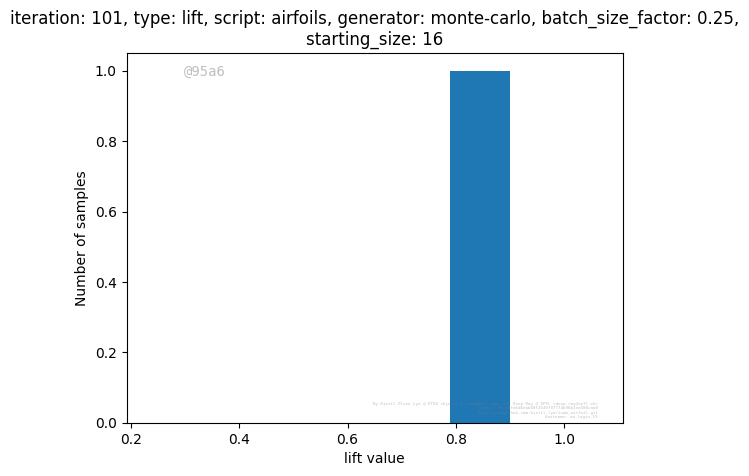 iteration: 101, type: lift, script: airfoils, generator: monte-carlo, batch_size_factor: 0.25,
starting_size: 16
@95a6
1.0
0.8
0.6
0.4
0.2
0.0
Number of samples
0.2 0.4 0.6 0.8 1.0
lift value